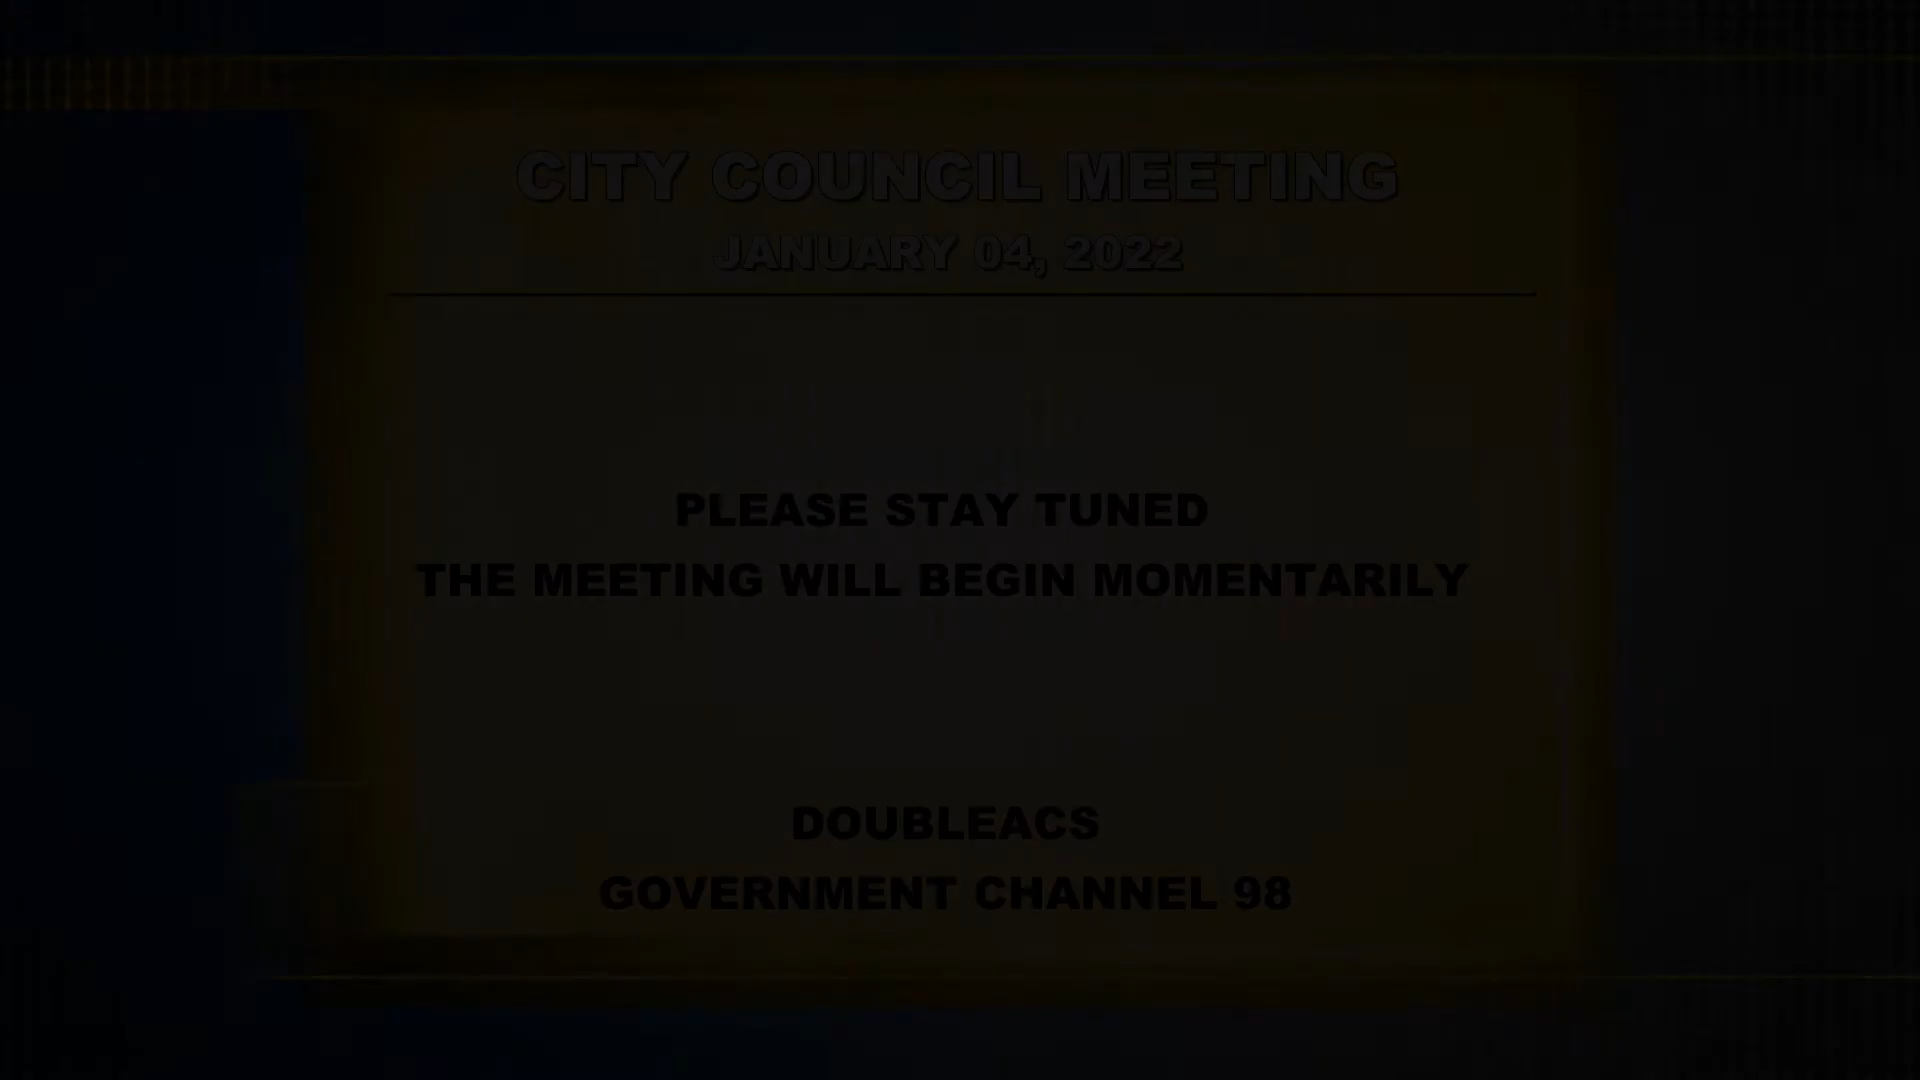 CITY COUNCIL MEETING
JANUARY 04, 2022
PLEASE STAY TUNED
THE MEETING WILL BEGIN MOMENTARILY
DOUBLEACS
GOVERNMENT CHANNEL 98